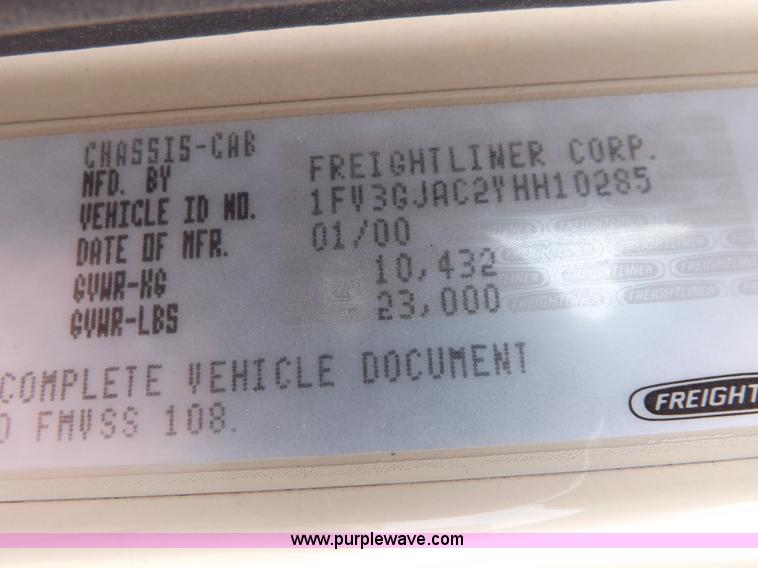 CHASSIS-CAB
MFD. BY FREIGHTLINER CORP.
VEHICLE ID NO. 1FV3GJAC2YHH10285
DATE OF MFR. 01/00
GVWR-KG 10,432
GVWR-LBS 23,000
COMPLETE VEHICLE DOCUMENT
O FMVSS 108.
FREIGHT
FREIGHTLINER
www.purplewave.com